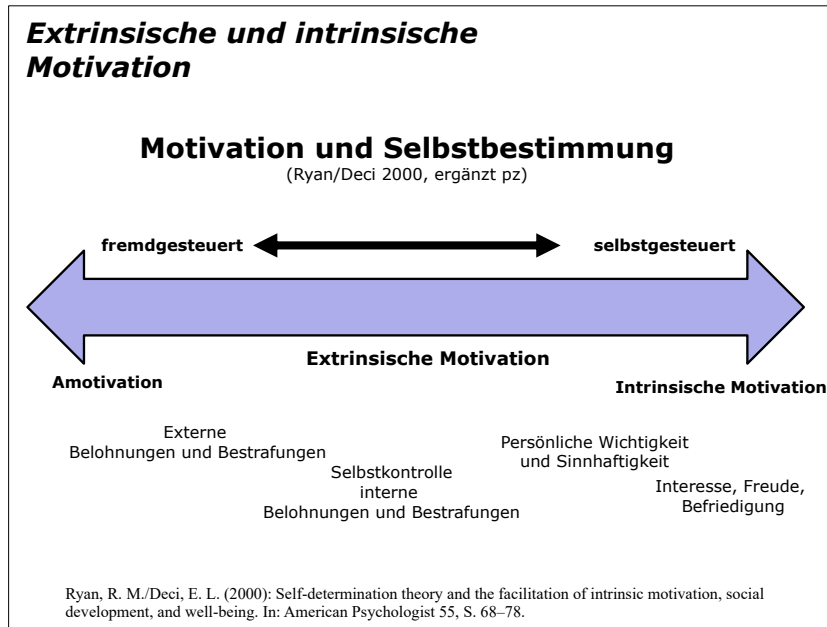 Extrinsische und intrinsische
Motivation
Motivation und Selbstbestimmung
(Ryan/Deci 2000, ergänzt pz)
fremdgesteuert
selbstgesteuert
Extrinsische Motivation
Amotivation
Intrinsische Motivation
Externe
Belohnungen und Bestrafungen
Selbstkontrolle
interne
Belohnungen und Bestrafungen
Persönliche Wichtigkeit
und Sinnhaftigkeit
Interesse, Freude,
Befriedigung
Ryan, R. M./Deci, E. L. (2000): Self-determination theory and the facilitation of intrinsic motivation, social
development, and well-being. In: American Psychologist 55, S. 68–78.